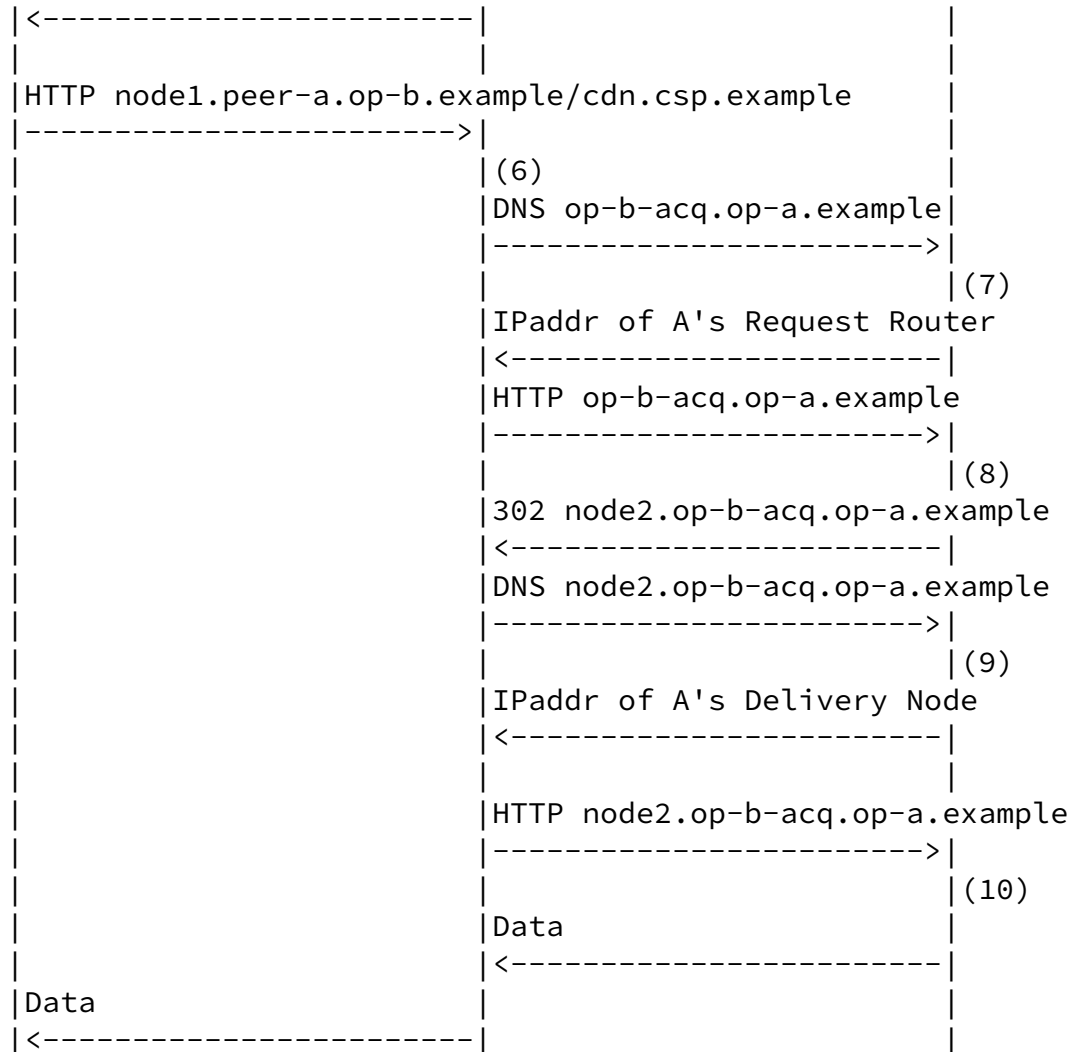 HTTP node1.peer-a.op-b.example/cdn.csp.example
(6)
DNS op-b-acq.op-a.example
(7)
IPaddr of A's Request Router
HTTP op-b-acq.op-a.example
(8)
302 node2.op-b-acq.op-a.example
DNS node2.op-b-acq.op-a.example
(9)
IPaddr of A's Delivery Node
HTTP node2.op-b-acq.op-a.example
(10)
Data
Data